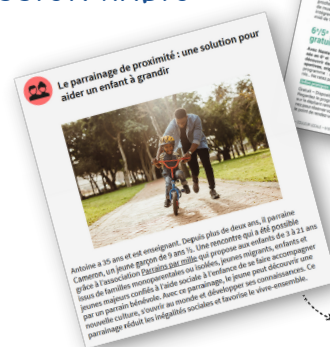 Le parrainage de proximité : une solution pour
aider un enfant à grandir
Antoine a 35 ans et est enseignant. Depuis plus de deux ans, il parraine
Cameron, un jeune garçon de 9 ans ½. Une rencontre qui a été possible
grâce à l'association Parrains par mille qui propose aux enfants de 3 à 21 ans
issus de familles monoparentales ou isolées, jeunes migrants, enfants et
jeunes majeurs confiés à l'aide sociale à l'enfance de se faire accompagner
par un parrain bénévole. Avec ce parrainage, le jeune peut découvrir une
nouvelle culture, s'ouvrir au monde et développer ses connaissances. Ce
parrainage réduit les inégalités sociales et favorise le vivre-ensemble.